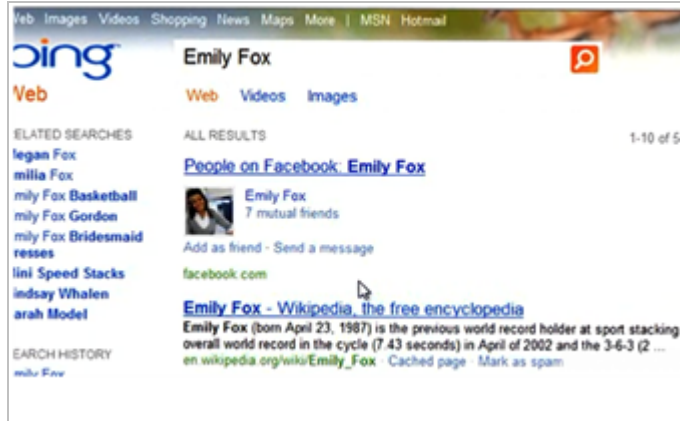 Web Images Videos Shopping News Maps More | MSN Hotmail
bing
Emily Fox
Web
Web Videos Images
ELATED SEARCHES
ALL RESULTS
1-10 of 5
legan Fox
People on Facebook: Emily Fox
milia Fox
mily Fox Basketball
Emily Fox
mily Fox Gordon
7 mutual friends
mily Fox Bridesmaid
resses
Add as friend · Send a message
lini Speed Stacks
facebook.com
indsay Whalen
Emily Fox - Wikipedia, the free encyclopedia
arah Model
Emily Fox (born April 23, 1987) is the previous world record holder at sport stacking
overall world record in the cycle (7.43 seconds) in April of 2002 and the 3-6-3 (2 ...
EARCH HISTORY
en.wikipedia.org/wiki/Emily_Fox · Cached page · Mark as spam
mily Fox